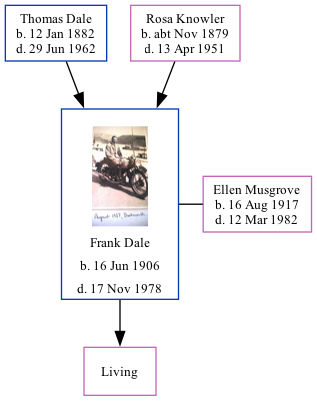 Thomas Dale
b. 12 Jan 1882
d. 29 Jun 1962
Rosa Knowler
b. abt Nov 1879
d. 13 Apr 1951
August 1927,
Frank Dale
b. 16 Jun 1906
d. 17 Nov 1978
Ellen Musgrove
b. 16 Aug 1917
d. 12 Mar 1982
Living